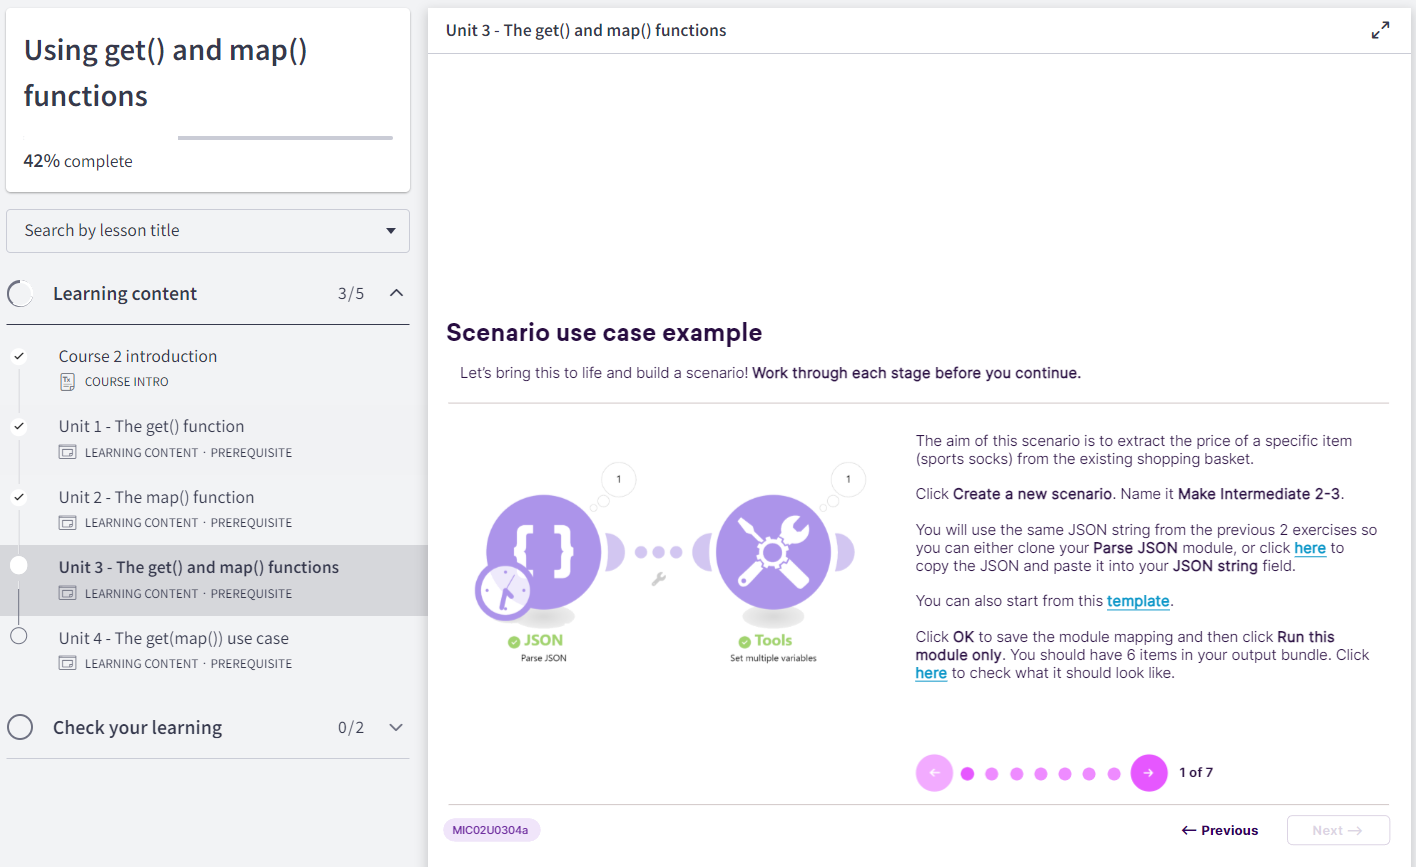 Using get() and map()
functions
42% complete
Search by lesson title
Learning content 3/5
Course 2 introduction
COURSE INTRO
Unit 1 - The get() function
LEARNING CONTENT · PREREQUISITE
Unit 2 - The map() function
LEARNING CONTENT · PREREQUISITE
Unit 3 - The get() and map() functions
LEARNING CONTENT · PREREQUISITE
Unit 4 - The get(map()) use case
LEARNING CONTENT · PREREQUISITE
Check your learning 0/2
Unit 3 - The get() and map() functions
Scenario use case example
Let's bring this to life and build a scenario! Work through each stage before you continue.
1
1
JSON
Parse JSON
Tools
Set multiple variables
The aim of this scenario is to extract the price of a specific item
(sports socks) from the existing shopping basket.
Click Create a new scenario. Name it Make Intermediate 2-3.
You will use the same JSON string from the previous 2 exercises so
you can either clone your Parse JSON module, or click here to
copy the JSON and paste it into your JSON string field.
You can also start from this template.
Click OK to save the module mapping and then click Run this
module only. You should have 6 items in your output bundle. Click
here to check what it should look like.
1 of 7
MIC02U0304a
← Previous
Next →